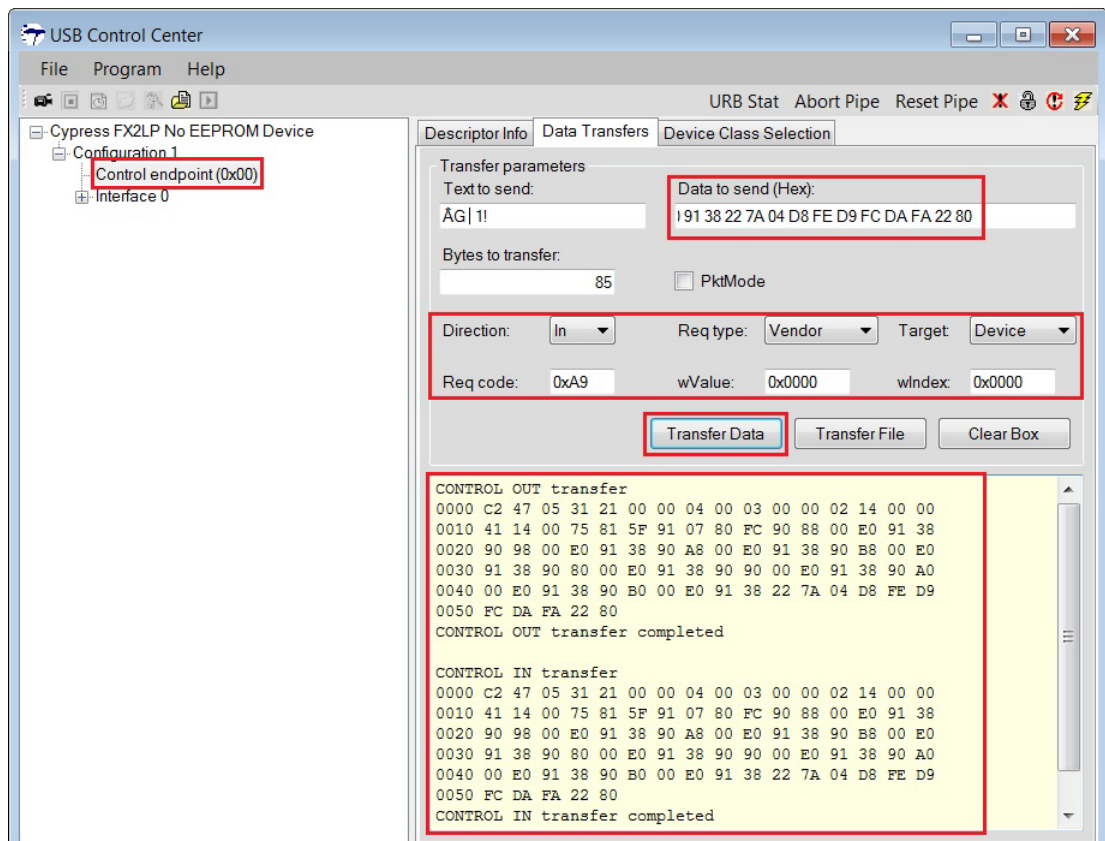 USB Control Center
File Program Help
URB Stat Abort Pipe Reset Pipe
Cypress FX2LP No EEPROM Device
Configuration 1
Control endpoint (0x00)
Interface 0
Descriptor Info Data Transfers Device Class Selection
Transfer parameters
Text to send: Data to send (Hex):
ÂG| 1! 91 38 22 7A 04 D8 FE D9 FC DA FA 22 80
Bytes to transfer:
85 PktMode
Direction: In Req type: Vendor Target: Device
Req code: 0xA9 wValue: 0x0000 wIndex: 0x0000
Transfer Data Transfer File Clear Box
CONTROL OUT transfer
0000 C2 47 05 31 21 00 00 04 00 03 00 00 02 14 00 00
0010 41 14 00 75 81 5F 91 07 80 FC 90 88 00 E0 91 38
0020 90 98 00 E0 91 38 90 A8 00 E0 91 38 90 B8 00 E0
0030 91 38 90 80 00 E0 91 38 90 90 00 E0 91 38 90 A0
0040 00 E0 91 38 90 B0 00 E0 91 38 22 7A 04 D8 FE D9
0050 FC DA FA 22 80
CONTROL OUT transfer completed
CONTROL IN transfer
0000 C2 47 05 31 21 00 00 04 00 03 00 00 02 14 00 00
0010 41 14 00 75 81 5F 91 07 80 FC 90 88 00 E0 91 38
0020 90 98 00 E0 91 38 90 A8 00 E0 91 38 90 B8 00 E0
0030 91 38 90 80 00 E0 91 38 90 90 00 E0 91 38 90 A0
0040 00 E0 91 38 90 B0 00 E0 91 38 22 7A 04 D8 FE D9
0050 FC DA FA 22 80
CONTROL IN transfer completed